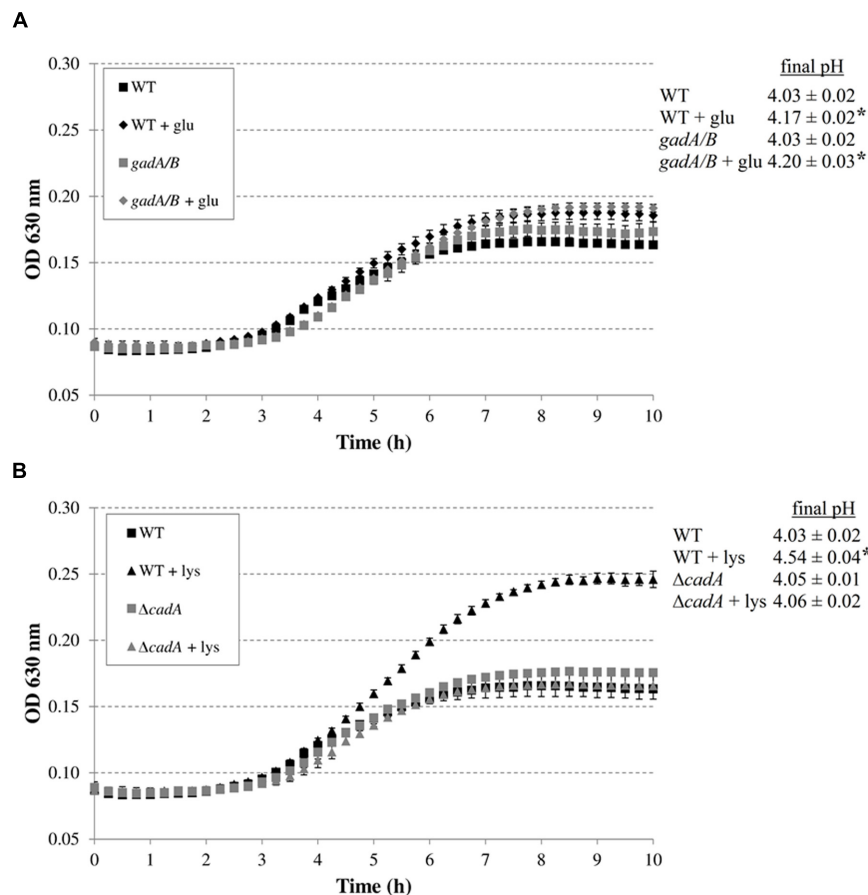 A
0.30
0.25
0.20
0.15
0.10
0.05
OD 630 nm
WT
WT + glu
gadA/B
gadA/B + glu
0 1 2 3 4 5 6 7 8 9 10
Time (h)
final pH
WT 4.03 ± 0.02
WT + glu 4.17 ± 0.02*
gadA/B 4.03 ± 0.02
gadA/B + glu 4.20 ± 0.03*
B
0.30
0.25
0.20
0.15
0.10
0.05
OD 630 nm
WT
WT + lys
ΔcadA
ΔcadA + lys
0 1 2 3 4 5 6 7 8 9 10
Time (h)
final pH
WT 4.03 ± 0.02
WT + lys 4.54 ± 0.04*
ΔcadA 4.05 ± 0.01
ΔcadA + lys 4.06 ± 0.02